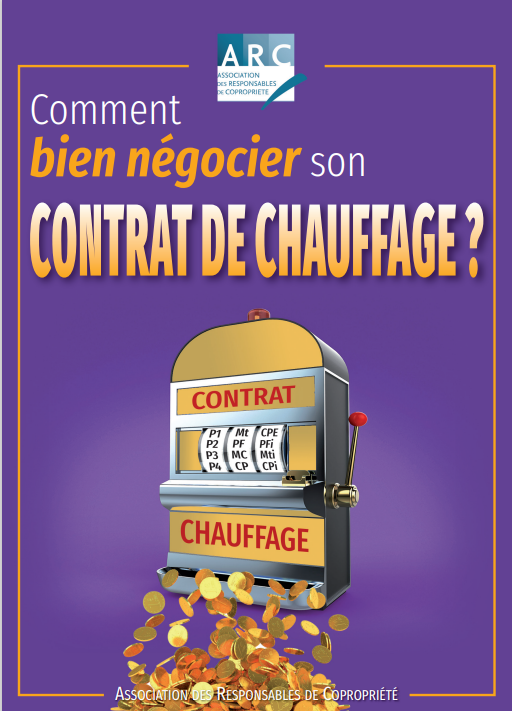 ARC
ASSOCIATION
DES RESPONSABLES
DE COPROPRIÉTÉ
Comment
bien négocier son
CONTRAT DE CHAUFFAGE ?
CONTRAT
P1 Mt CPE
P2 PF PFi
P3 MC Mti
P4 CP CPi
CHAUFFAGE
ASSOCIATION DES RESPONSABLES DE COPROPRIÉTÉ